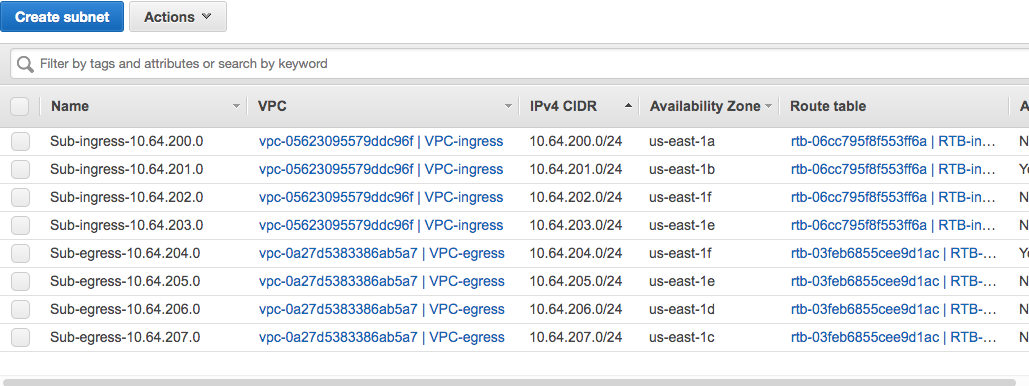 Create subnet Actions
Filter by tags and attributes or search by keyword
Name VPC IPv4 CIDR Availability Zone Route table A
Sub-ingress-10.64.200.0 vpc-05623095579ddc96f | VPC-ingress 10.64.200.0/24 us-east-1a rtb-06cc795f8f553ff6a | RTB-in… N
Sub-ingress-10.64.201.0 vpc-05623095579ddc96f | VPC-ingress 10.64.201.0/24 us-east-1b rtb-06cc795f8f553ff6a | RTB-in… Ye
Sub-ingress-10.64.202.0 vpc-05623095579ddc96f | VPC-ingress 10.64.202.0/24 us-east-1f rtb-06cc795f8f553ff6a | RTB-in… N
Sub-ingress-10.64.203.0 vpc-05623095579ddc96f | VPC-ingress 10.64.203.0/24 us-east-1e rtb-06cc795f8f553ff6a | RTB-in… N
Sub-egress-10.64.204.0 vpc-0a27d5383386ab5a7 | VPC-egress 10.64.204.0/24 us-east-1f rtb-03feb6855cee9d1ac | RTB-… Ye
Sub-egress-10.64.205.0 vpc-0a27d5383386ab5a7 | VPC-egress 10.64.205.0/24 us-east-1e rtb-03feb6855cee9d1ac | RTB-… N
Sub-egress-10.64.206.0 vpc-0a27d5383386ab5a7 | VPC-egress 10.64.206.0/24 us-east-1d rtb-03feb6855cee9d1ac | RTB-… N
Sub-egress-10.64.207.0 vpc-0a27d5383386ab5a7 | VPC-egress 10.64.207.0/24 us-east-1c rtb-03feb6855cee9d1ac | RTB-… N